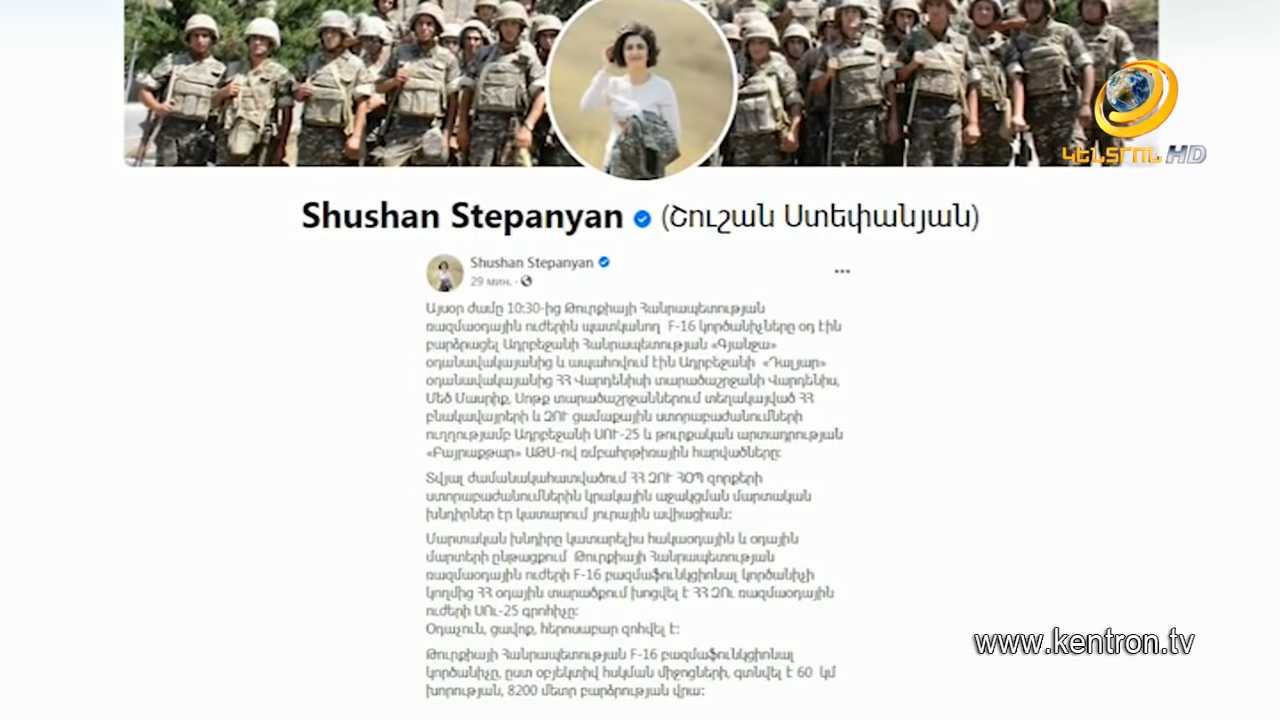 ԿԵՆՏՐՈՆ HD
Shushan Stepanyan (Շուշան Ստեփանյան)
Shushan Stepanyan
29 мин. ·
Այսօր ժամը 10:30-ից Թուրքիայի Հանրապետության
ռազմաօդային ուժերին պատկանող F-16 կործանիչները օդ էին
բարձրացել Ադրբեջանի Հանրապետության «Գյանջա»
օդանավակայանից և ապահովում էին Ադրբեջանի «Դալյար»
օդանավակայանից ՀՀ Վարդենիսի տարածաշրջանի Վարդենիս,
Մեծ Մասրիք, Սոթք տարածաշրջաններում տեղակայված ՀՀ
բնակավայրերի և ԶՈՒ ցամաքային ստորաբաժանումների
ուղղությամբ Ադրբեջանի ՍՈՒ-25 և թուրքական արտադրության
«Բայրաքթար» ԱԹՍ-ով ռմբահրթիռային հարվածները:
Տվյալ ժամանակահատվածում ՀՀ ԶՈՒ ՀՕՊ զորքերի
ստորաբաժանումներին կրակային աջակցման մարտական
խնդիրներ էր կատարում յուրային ավիացիան:
Մարտական խնդիրը կատարելիս հակաօդային և օդային
մարտերի ընթացքում Թուրքիայի Հանրապետության
ռազմաօդային ուժերի F-16 բազմաֆունկցիոնալ կործանիչի
կողմից ՀՀ օդային տարածքում խոցվել է ՀՀ ԶՈւ ռազմաօդային
ուժերի ՍՈւ-25 գրոհիչը:
Օդաչուն, ցավոք, հերոսաբար զոհվել է:
Թուրքիայի Հանրապետության F-16 բազմաֆունկցիոնալ
կործանիչը, ըստ օբյեկտիվ հսկման միջոցների, գտնվել է 60 կմ
խորության, 8200 մետր բարձրության վրա:
www.kentron.tv